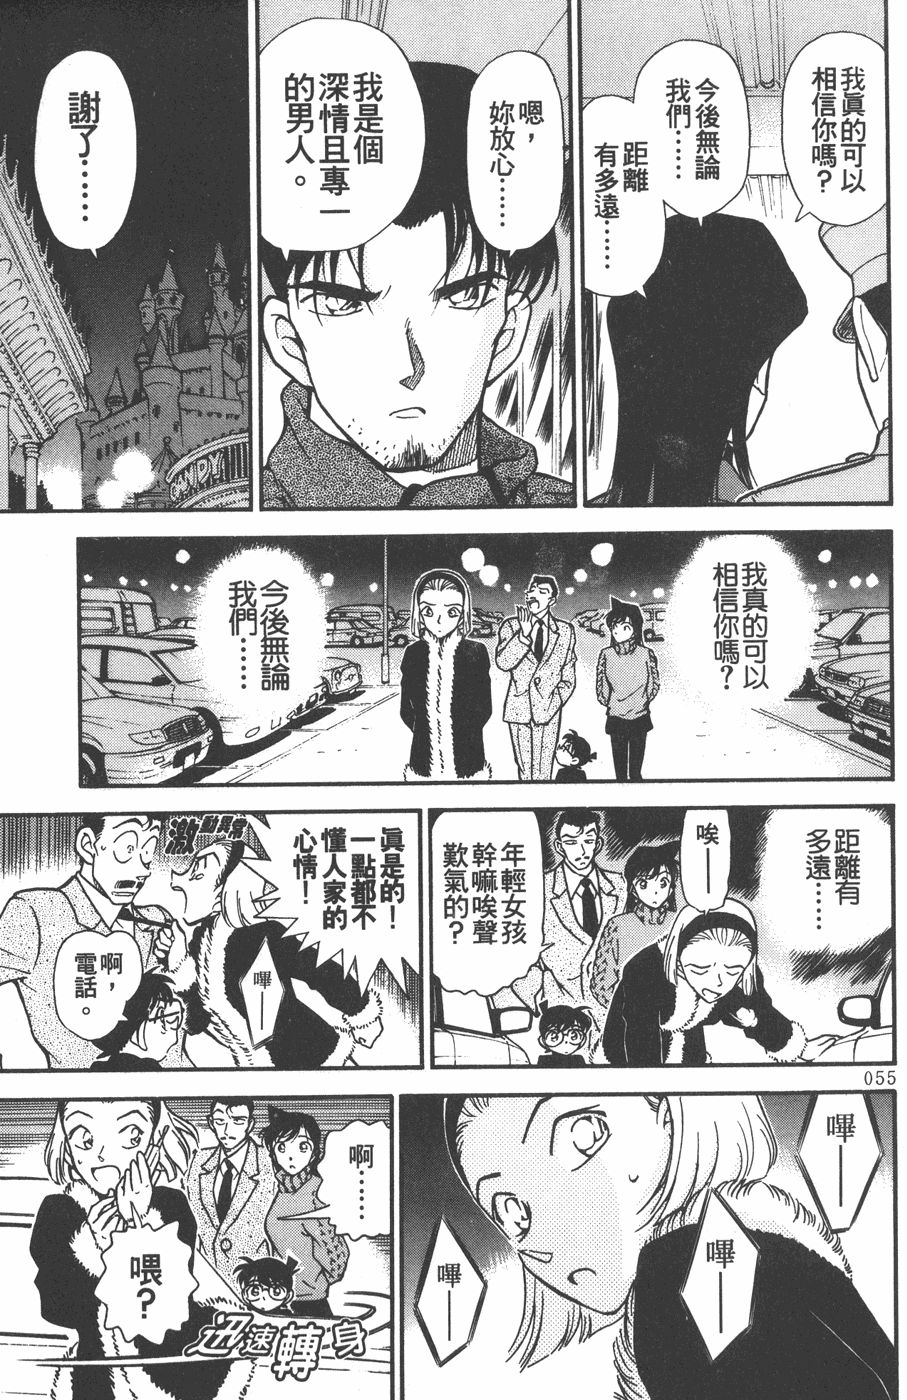 我真的可以
相信你嗎？
今後無論
我們……
距離
有多遠……
嗯，
妳放心……
我是個
深情且專一
的男人。
謝了……
CANDY
我真的可以
相信你嗎？
今後無論
我們……
距離有
多遠……
唉——
年輕女孩
幹嘛唉聲
歎氣的？
真是的！
一點都不
懂人家的
心情！
激動異常
嗶——
啊，
電話。
055
嗶——
嗶——
嗶——
啊……
喂？
迅速轉身